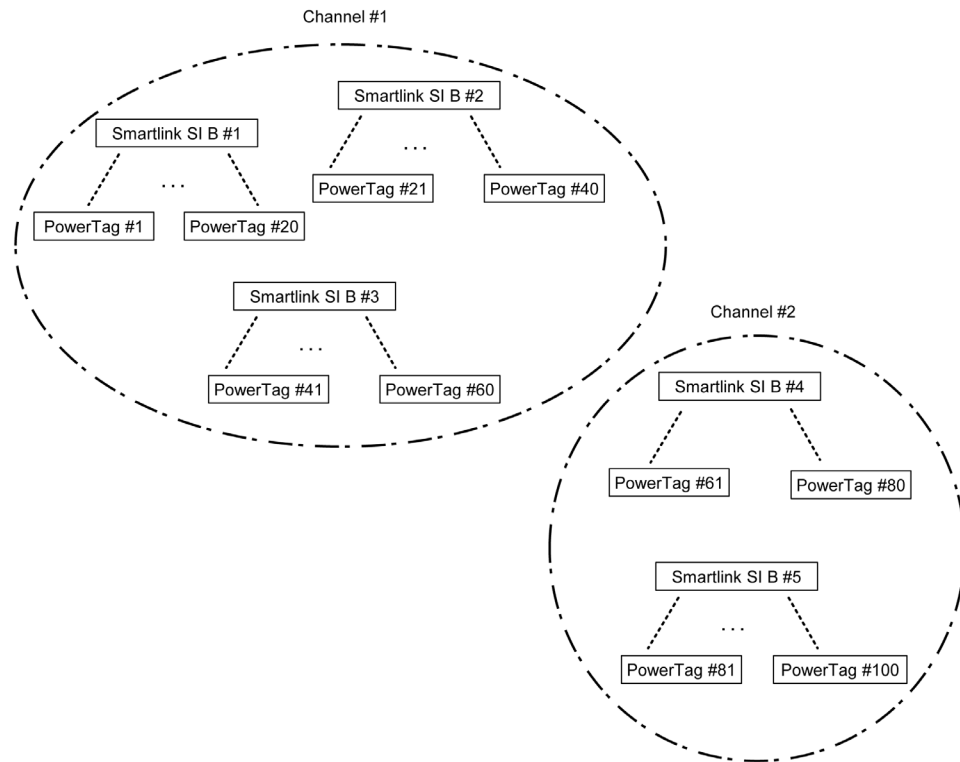 Channel #1
Smartlink SI B #2
Smartlink SI B #1
...
PowerTag #21
PowerTag #40
...
PowerTag #1
PowerTag #20
Smartlink SI B #3
...
PowerTag #41
PowerTag #60
Channel #2
Smartlink SI B #4
PowerTag #61
PowerTag #80
Smartlink SI B #5
...
PowerTag #81
PowerTag #100